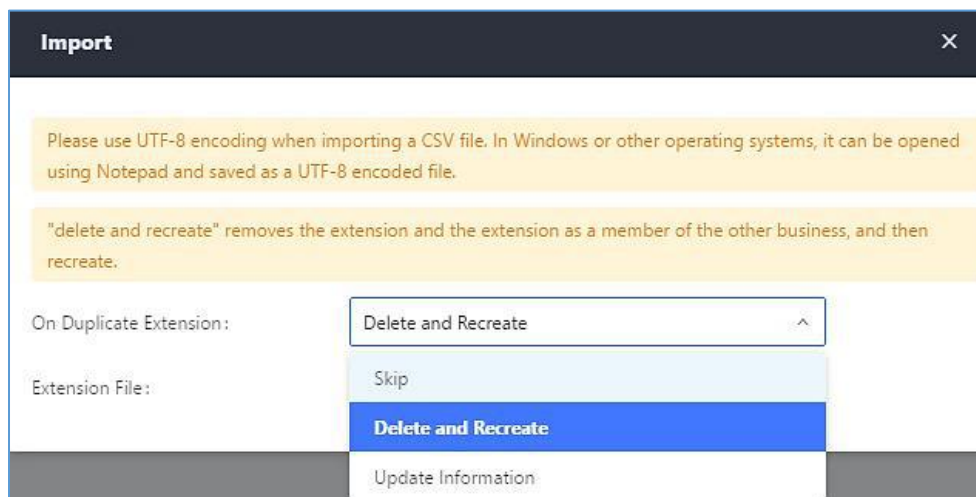 Import
Please use UTF-8 encoding when importing a CSV file. In Windows or other operating systems, it can be opened
using Notepad and saved as a UTF-8 encoded file.
"delete and recreate" removes the extension and the extension as a member of the other business, and then
recreate.
On Duplicate Extension:
Delete and Recreate
Extension File:
Skip
Delete and Recreate
Update Information